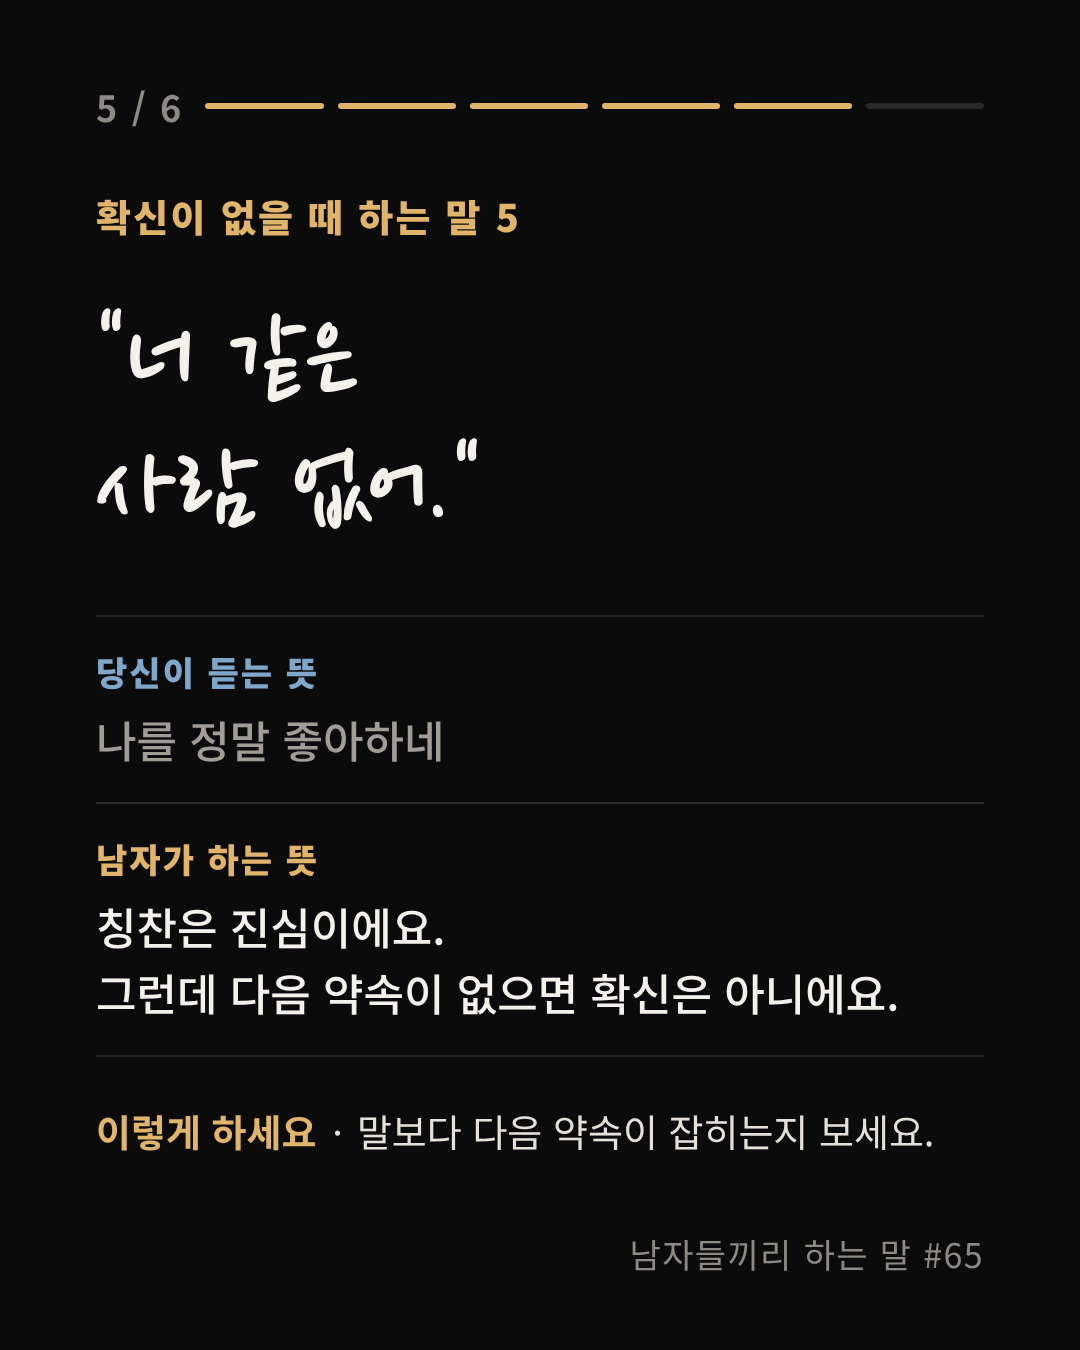 5 / 6
확신이 없을 때 하는 말 5
"너 같은
사람 없어."
당신이 듣는 뜻
나를 정말 좋아하네
남자가 하는 뜻
칭찬은 진심이에요.
그런데 다음 약속이 없으면 확신은 아니에요.
이렇게 하세요 · 말보다 다음 약속이 잡히는지 보세요.
남자들끼리 하는 말 #65